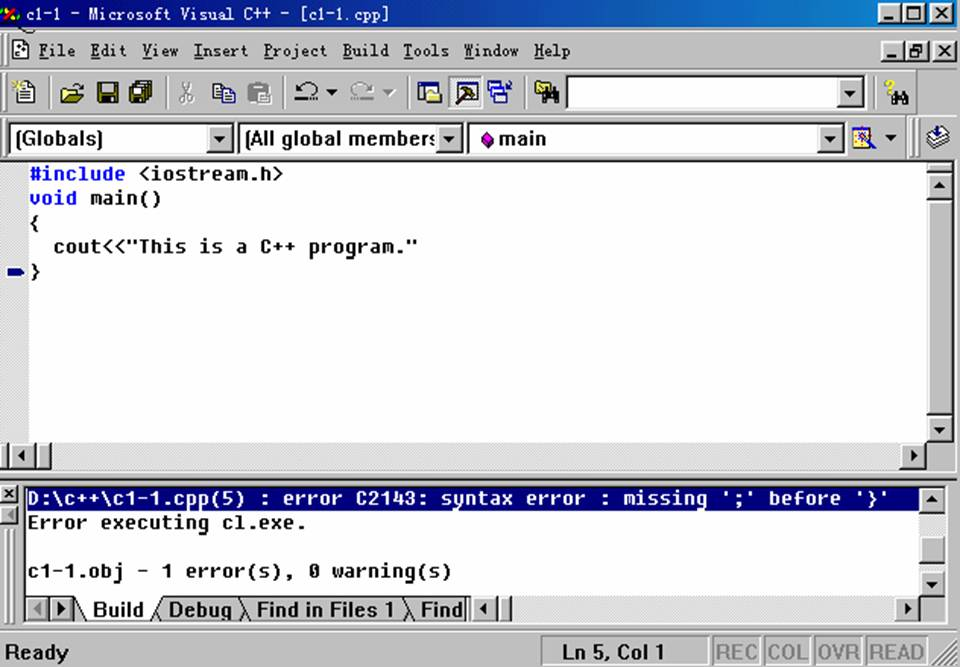 c1-1 - Microsoft Visual C++ - [c1-1.cpp]
File Edit View Insert Project Build Tools Window Help
(Globals) (All global members main
#include <iostream.h>
void main()
{
  cout<<"This is a C++ program."
}
D:\c++\c1-1.cpp(5) : error C2143: syntax error : missing ';' before '}'
Error executing cl.exe.
c1-1.obj - 1 error(s), 0 warning(s)
Build Debug Find in Files 1 Find
Ready Ln 5, Col 1 REC COL OVR READ